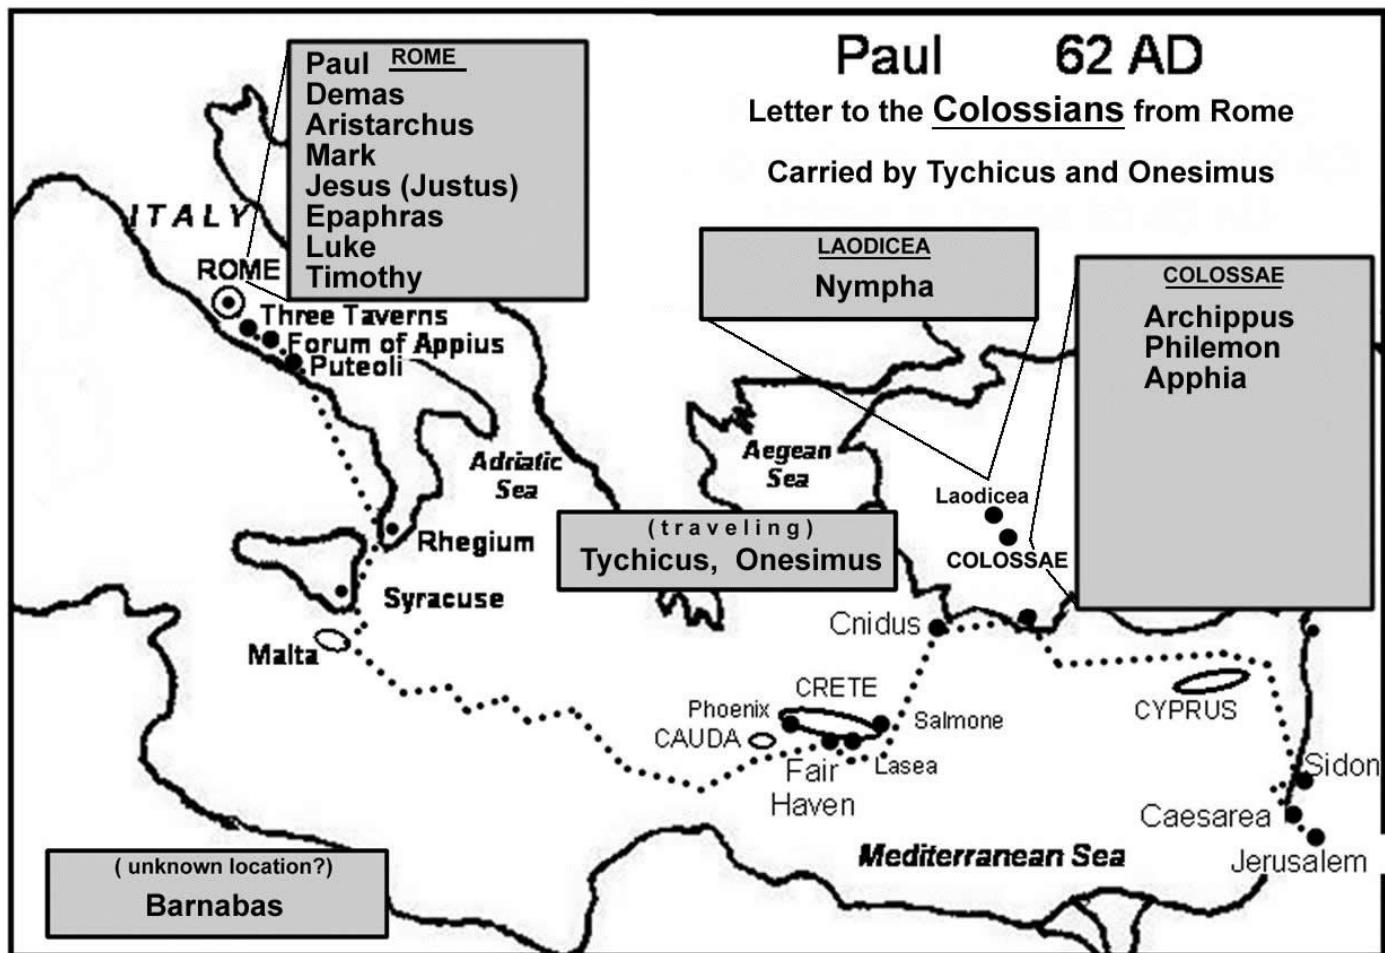 Paul 62 AD
Letter to the Colossians from Rome
Carried by Tychicus and Onesimus
ROME
Paul
Demas
Aristarchus
Mark
Jesus (Justus)
Epaphras
Luke
Timothy
ITALY
ROME
Three Taverns
Forum of Appius
Puteoli
LAODICEA
Nympha
COLOSSAE
Archippus
Philemon
Apphia
Adriatic
Sea
Aegean
Sea
Laodicea
COLOSSAE
(traveling)
Tychicus, Onesimus
Rhegium
Syracuse
Malta
Cnidus
CRETE
Phoenix
CAUDA
Salmone
Lasea
Fair
Haven
CYPRUS
Sidon
Caesarea
Jerusalem
Mediterranean Sea
( unknown location?)
Barnabas